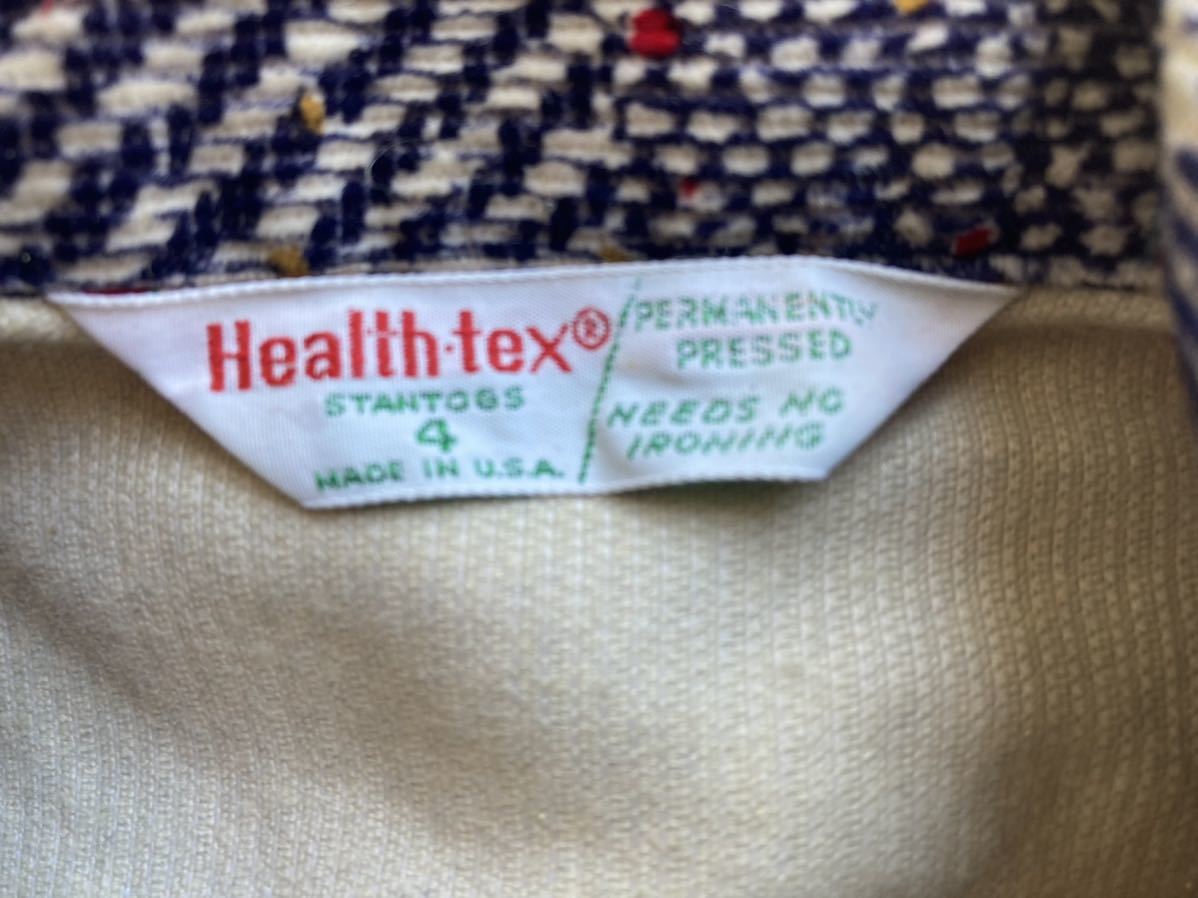 Health·tex®
STANTOGS
4
MADE IN U.S.A.
PERMANENTLY
PRESSED
NEEDS NO
IRONING